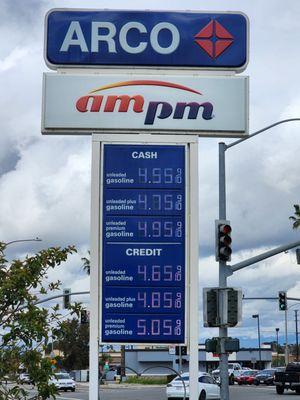 ARCO
ampm
CASH
unleaded gasoline 4.55 9/10
unleaded plus gasoline 4.75 9/10
unleaded premium gasoline 4.95 9/10
CREDIT
unleaded gasoline 4.65 9/10
unleaded plus gasoline 4.85 9/10
unleaded premium gasoline 5.05 9/10